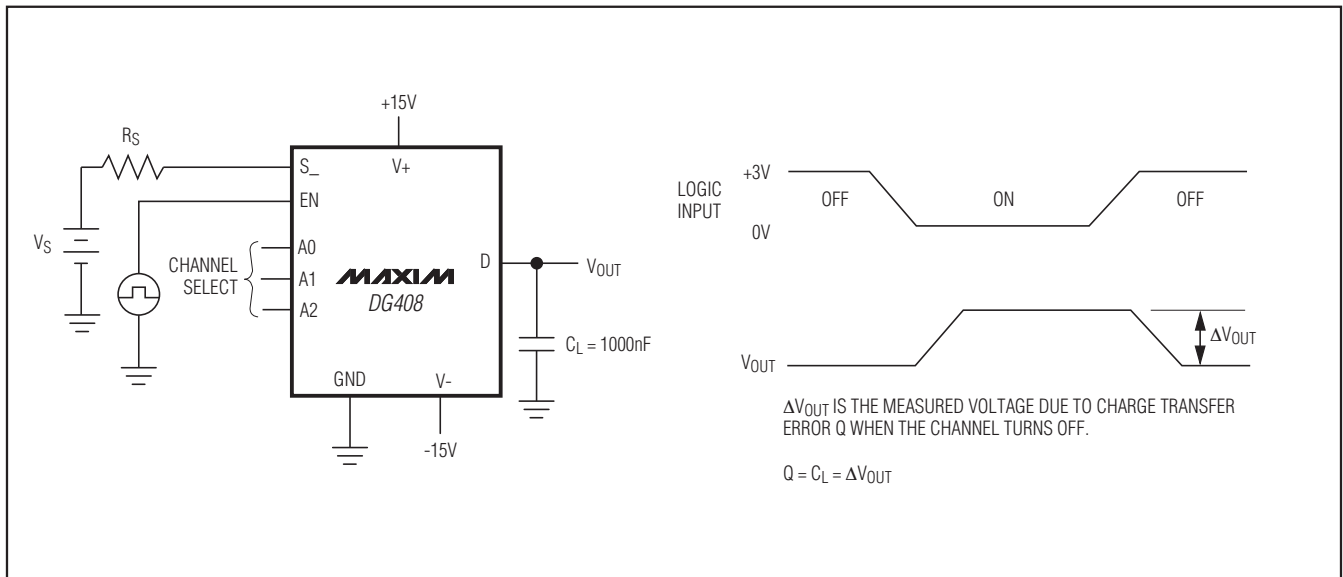 +15V
RS
S_
V+
EN
VS
A0
CHANNEL
SELECT
A1
A2
MAXIM
DG408
D
VOUT
CL = 1000nF
GND
V-
-15V
LOGIC
INPUT
+3V
0V
OFF
ON
OFF
VOUT
ΔVOUT
ΔVOUT IS THE MEASURED VOLTAGE DUE TO CHARGE TRANSFER
ERROR Q WHEN THE CHANNEL TURNS OFF.
Q = CL = ΔVOUT